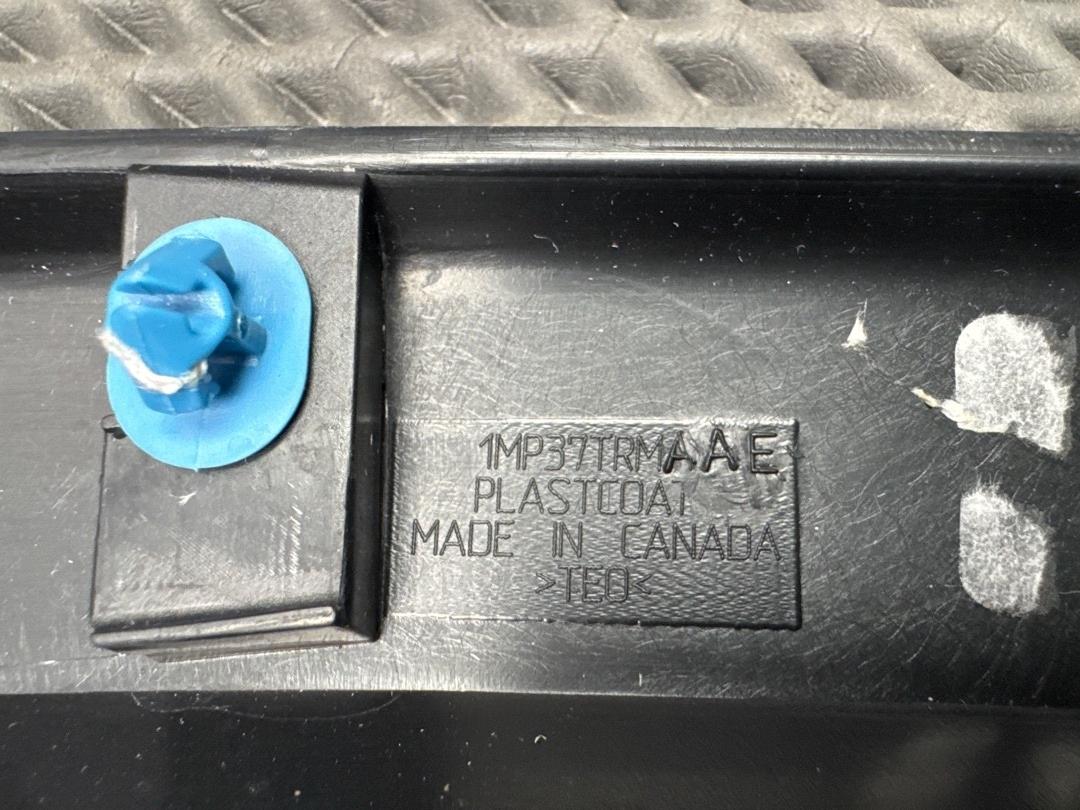 1MP37TRMAAE
PLASTCOAT
MADE IN CANADA
>TEO<